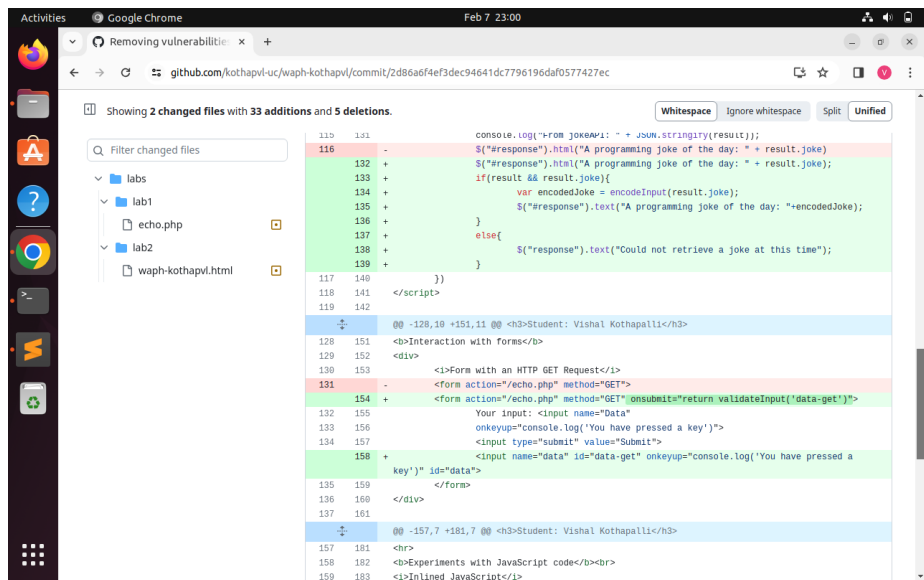 Activities
Google Chrome
Feb 7 23:00
Removing vulnerabilitie
github.com/kothapvl-uc/waph-kothapvl/commit/2d86a6f4ef3dec94641dc7796196daf0577427ec
V
Showing 2 changed files with 33 additions and 5 deletions.
Whitespace Ignore whitespace Split Unified
Filter changed files
labs
lab1
echo.php
lab2
waph-kothapvl.html
115 131 console.log("From jokeAPI: " + JSON.stringify(result));
116 - $("#response").html("A programming joke of the day: " + result.joke)
132 + $("#response").html("A programming joke of the day: " + result.joke);
133 + if(result && result.joke){
134 + var encodedJoke = encodeInput(result.joke);
135 + $("#response").text("A programming joke of the day: "+encodedJoke);
136 + }
137 + else{
138 + $("response").text("Could not retrieve a joke at this time");
139 + }
117 140 })
118 141 </script>
119 142
@@ -128,10 +151,11 @@ <h3>Student: Vishal Kothapalli</h3>
128 151 <b>Interaction with forms</b>
129 152 <div>
130 153 <i>Form with an HTTP GET Request</i>
131 - <form action="/echo.php" method="GET">
154 + <form action="/echo.php" method="GET" onsubmit="return validateInput('data-get')">
132 155 Your input: <input name="Data"
133 156 onkeyup="console.log('You have pressed a key')">
134 157 <input type="submit" value="Submit">
158 + <input name="data" id="data-get" onkeyup="console.log('You have pressed a
key')" id="data">
135 159 </form>
136 160 </div>
137 161
@@ -157,7 +181,7 @@ <h3>Student: Vishal Kothapalli</h3>
157 181 <hr>
158 182 <b>Experiments with JavaScript code</b><br>
159 183 <i>Inlined JavaScript</i>